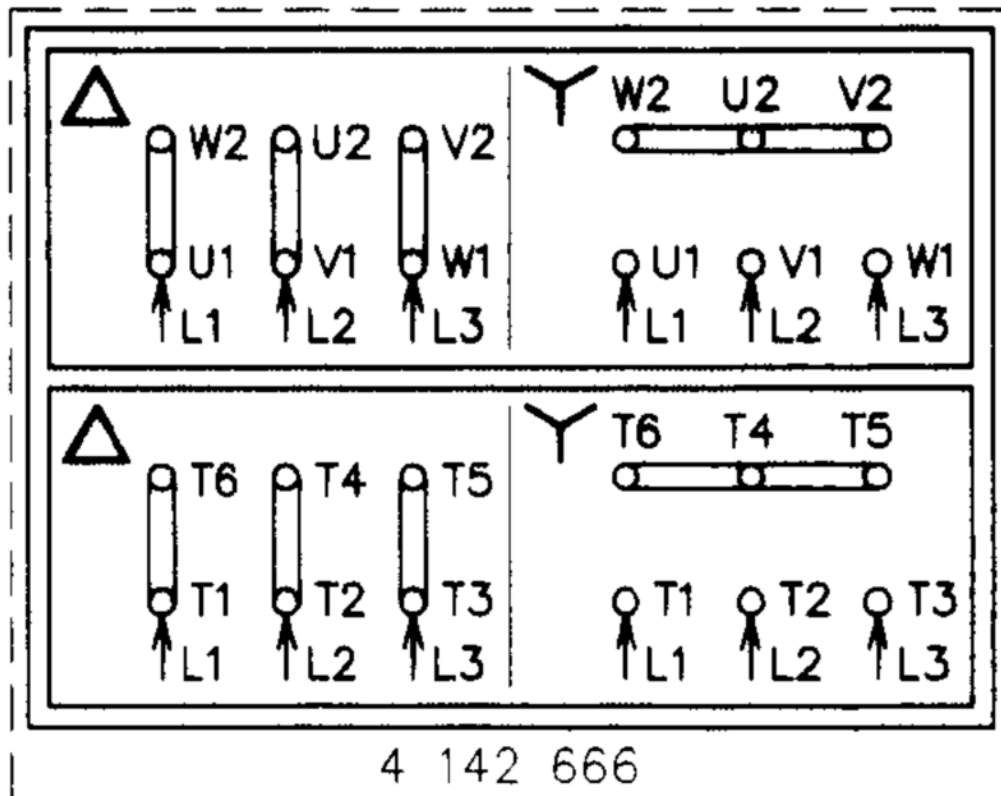 W2 U2 V2
W2 U2 V2
U1 V1 W1
U1 V1 W1
L1 L2 L3
L1 L2 L3
T6 T4 T5
T6 T4 T5
T1 T2 T3
T1 T2 T3
L1 L2 L3
L1 L2 L3
4 142 666